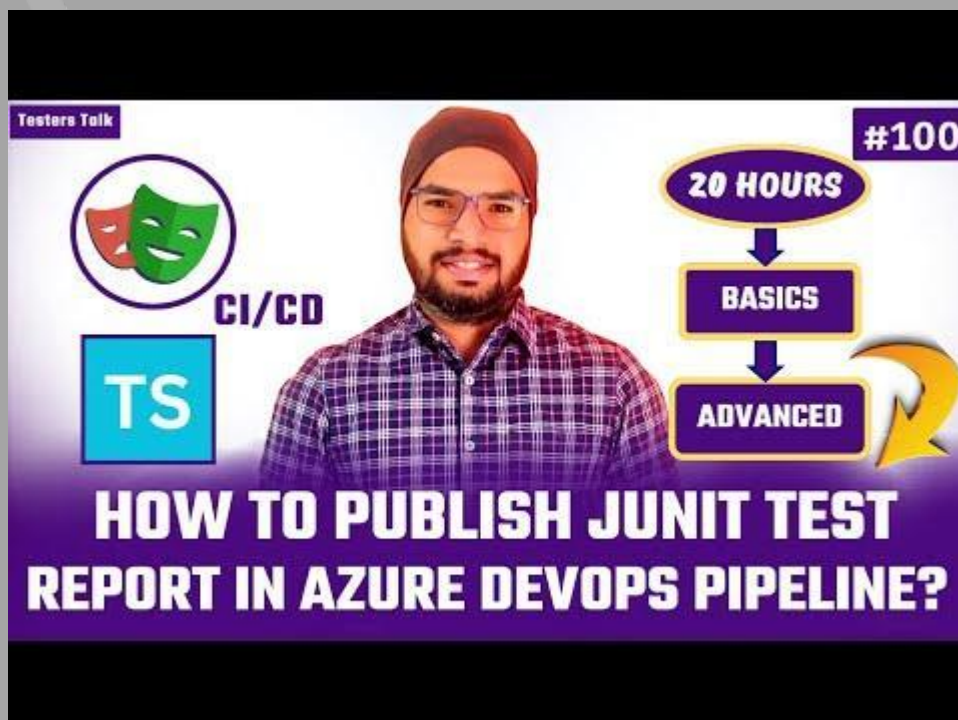 Testers Talk
#100
20 HOURS
BASICS
CI/CD
TS
ADVANCED
HOW TO PUBLISH JUNIT TEST
REPORT IN AZURE DEVOPS PIPELINE?